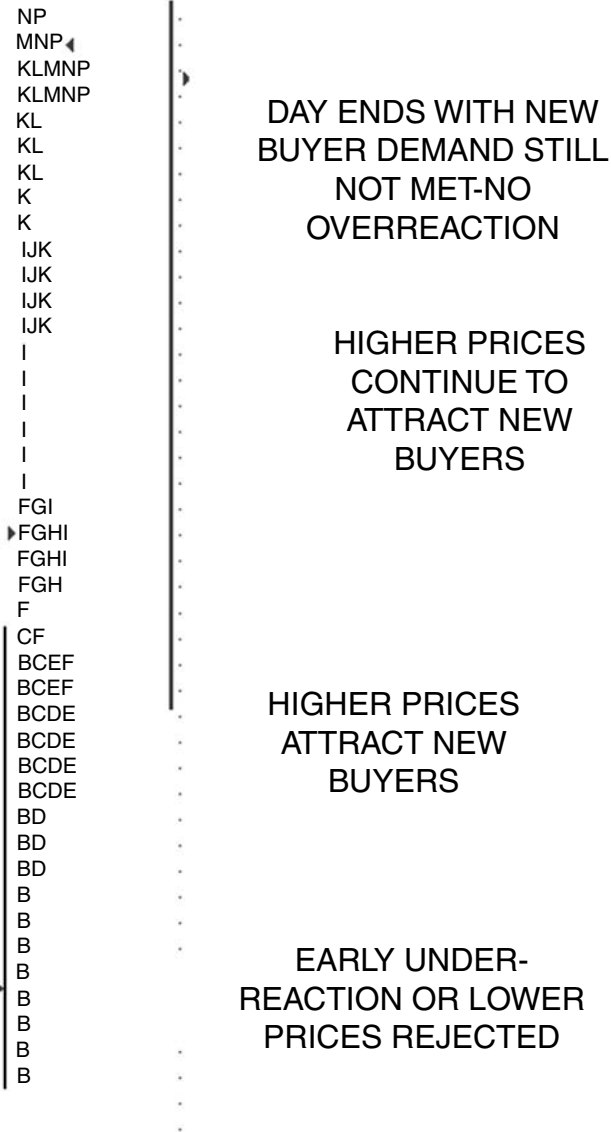 NP
MNP
KLMNP
KLMNP
KL
KL
KL
K
K
IJK
IJK
IJK
IJK
I
I
I
I
I
I
FGI
FGHI
FGHI
FGH
F
CF
BCEF
BCEF
BCDE
BCDE
BCDE
BCDE
BD
BD
BD
B
B
B
B
B
B
B
B
DAY ENDS WITH NEW
BUYER DEMAND STILL
NOT MET-NO
OVERREACTION
HIGHER PRICES
CONTINUE TO
ATTRACT NEW
BUYERS
HIGHER PRICES
ATTRACT NEW
BUYERS
EARLY UNDER-
REACTION OR LOWER
PRICES REJECTED